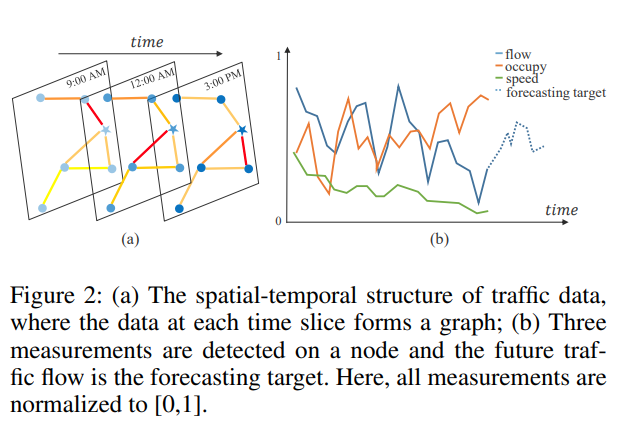 time
9:00 AM
12:00 AM
3:00 PM
(a)
1
0
flow
occupy
speed
forecasting target
time
(b)
Figure 2: (a) The spatial-temporal structure of traffic data,
where the data at each time slice forms a graph; (b) Three
measurements are detected on a node and the future traf-
fic flow is the forecasting target. Here, all measurements are
normalized to [0,1].